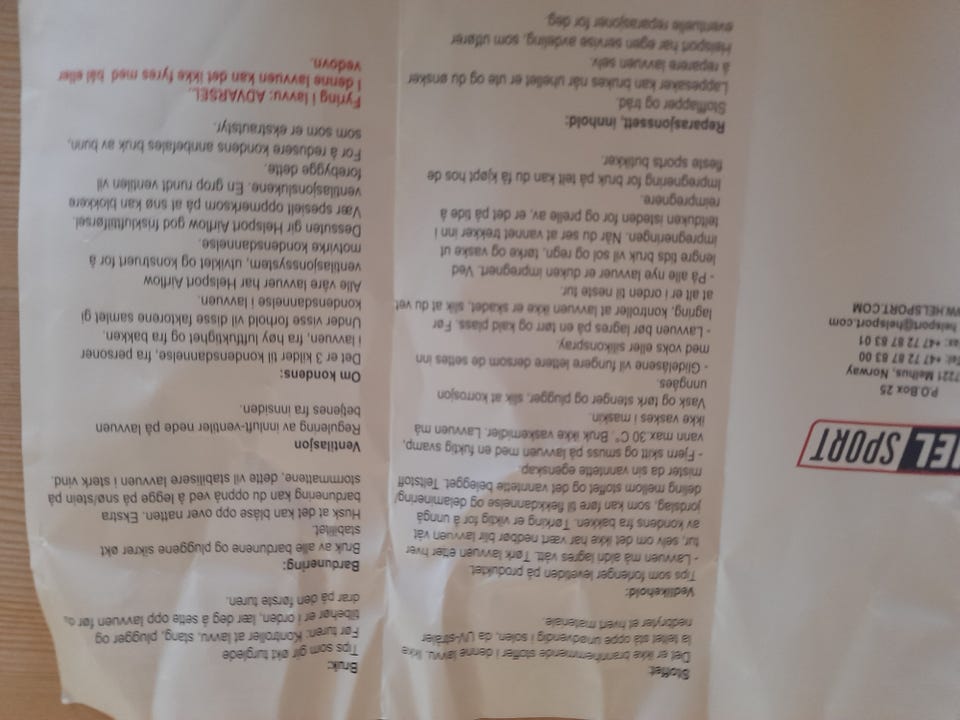 HEL SPORT
P.O.Box 25
7221 Melhus, Norway
Tel: +47 72 87 83 00
Fax: +47 72 87 83 01
helsport@helsport.com
WW.HELSPORT.COM
Stoffet:
Det er ikke brannhemmende stoffer i denne lavvu. Ikke
la teltet stå oppe unødvendig i solen, da UV-stråler
nedbryter et hvert materiale.
Vedlikehold:
Tips som forlenger levetiden på produktet.
- Lavvuen må aldri lagres vått. Tørk lavvuen etter hver
tur, selv om det ikke har vært nedbør blir lavvuen våt
av kondens fra bakken. Tørking er viktig for å unngå
jordslag, som kan føre til flekkdannelse og delaminering/
deling mellom stoffet og det vanntette belegget. Teltstoff
mister da sin vanntette egenskap.
- Fjern skitt og smuss på lavvuen med en fuktig svamp,
vann max. 30 C°. Bruk ikke vaskemidler. Lavvuen må
ikke vaskes i maskin.
Vask og tørk stenger og plugger, slik at korrosjon
unngåes.
- Glidelåsene vil fungere lettere dersom de settes inn
med voks eller silikonspray.
- Lavvuen bør lagres på en tørr og kald plass. Før
lagring, kontroller at lavvuen ikke er skadet, slik at du vet
at alt er i orden til neste tur.
- På alle nye lavvuer er duken impregnert. Ved
lengre tids bruk vil sol og regn, tørke og vaske ut
impregneringen. Når du ser at vannet trekker inn i
teltduken isteden for og prelle av, er det på tide å
reimpregnere.
Impregnering for bruk på telt kan du få kjøpt hos de
fleste sports butikker.
Reparasjonssett, innhold:
Stofflapper og tråd.
Lappesaker kan brukes når uhellet er ute og du ønsker
å reparere lavvuen selv.
Helsport har egen servise avdeling, som utfører
eventuelle reparasjoner for deg.
Bruk:
Tips som gir økt turglede
Før turen: Kontroller at lavvu, stang, plugger og
tilbehør er i orden, lær deg å sette opp lavvuen før du
drar på den første turen.
Bardunering:
Bruk av alle bardunene og pluggene sikrer økt
stabilitet.
Husk at det kan blåse opp over natten. Ekstra
bardunering kan du oppnå ved å legge på snø/stein på
stormmattene, dette vil stabilisere lavvuen i sterk vind.
Ventilasjon
Regulering av innluft-ventiler nede på lavvuen
betjenes fra innsiden.
Om kondens:
Det er 3 kilder til kondensdannelse, fra personer
i lavvuen, fra høy luftfuktighet og fra bakken.
Under visse forhold vil disse faktorene samlet gi
kondensdannelse i lavvuen.
Alle våre lavvuer har Helsport Airflow
ventilasjonssystem, utviklet og konstruert for å
motvirke kondensdannelse.
Dessuten gir Helsport Airflow god friskluftstilførsel.
Vær spesielt oppmerksom på at snø kan blokkere
ventilasjonslukene. En grop rundt ventilen vil
forebygge dette.
For å redusere kondens annbefales bruk av bunn,
som som er ekstrautstyr.
Fyring i lavvu: ADVARSEL..
I denne lavvuen kan det ikke fyres med bål eller
vedovn.